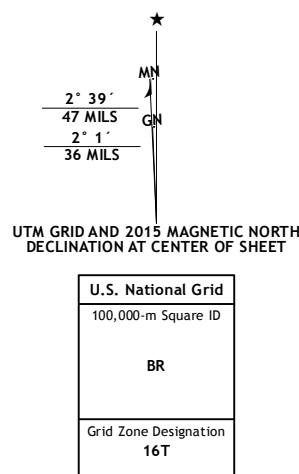 ★
MN
2° 39´
47 MILS
GN
2° 1´
36 MILS
UTM GRID AND 2015 MAGNETIC NORTH
DECLINATION AT CENTER OF SHEET
U.S. National Grid
100,000-m Square ID
BR
Grid Zone Designation
16T